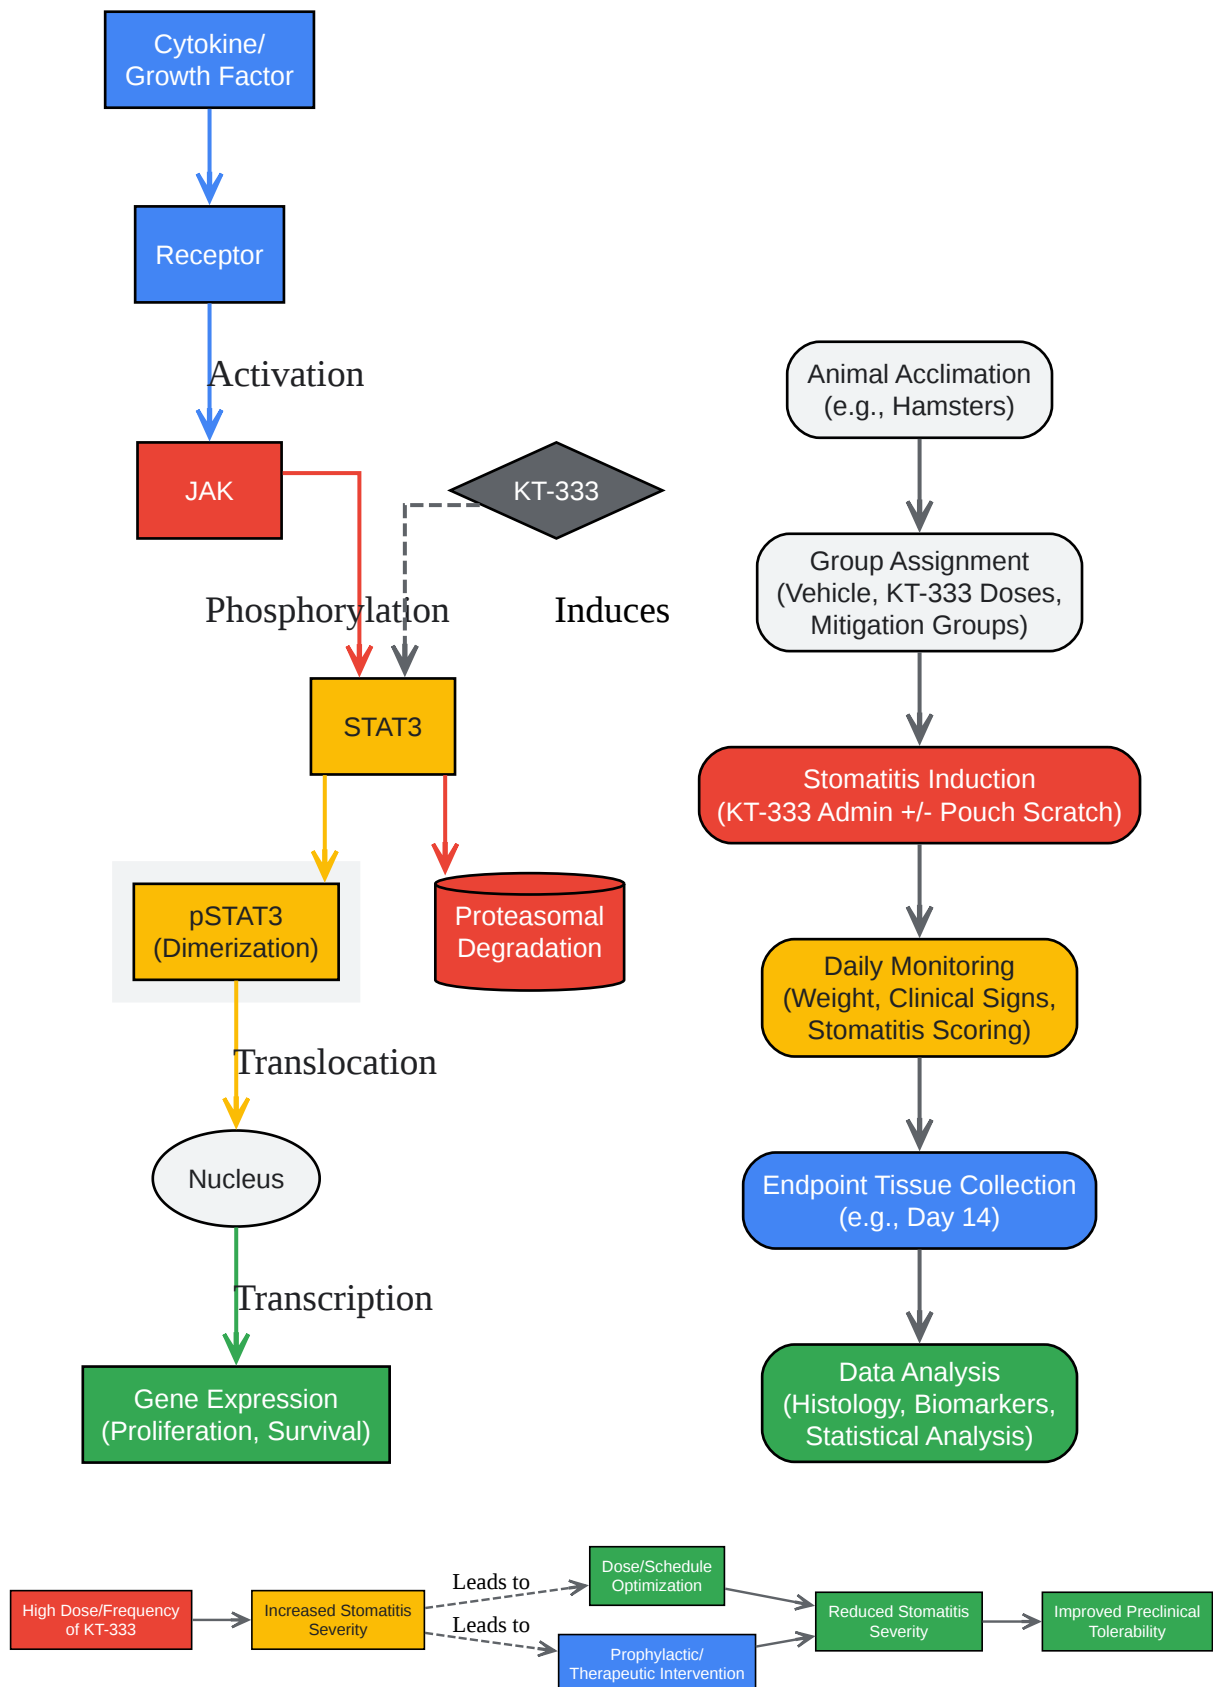 Cytokine/
Growth Factor
Receptor
Activation
JAK
KT-333
Phosphorylation
Induces
STAT3
pSTAT3
(Dimerization)
Proteasomal
Degradation
Translocation
Nucleus
Transcription
Gene Expression
(Proliferation, Survival)
Animal Acclimation
(e.g., Hamsters)
Group Assignment
(Vehicle, KT-333 Doses,
Mitigation Groups)
Stomatitis Induction
(KT-333 Admin +/- Pouch Scratch)
Daily Monitoring
(Weight, Clinical Signs,
Stomatitis Scoring)
Endpoint Tissue Collection
(e.g., Day 14)
Data Analysis
(Histology, Biomarkers,
Statistical Analysis)
High Dose/Frequency
of KT-333
Increased Stomatitis
Severity
Leads to
Leads to
Dose/Schedule
Optimization
Prophylactic/
Therapeutic Intervention
Reduced Stomatitis
Severity
Improved Preclinical
Tolerability